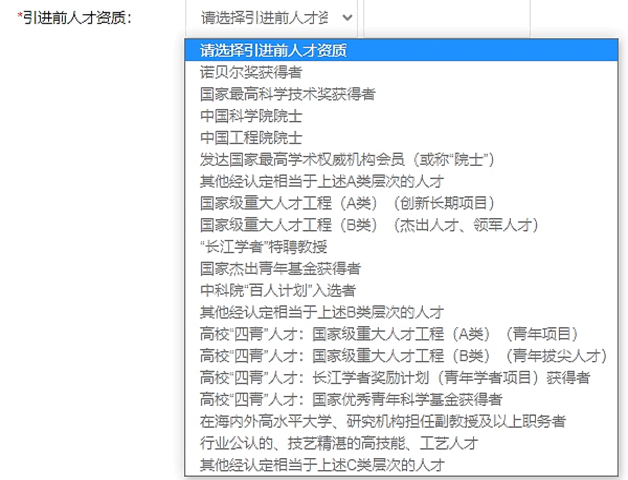 *引进前人才资质：
请选择引进前人才资
请选择引进前人才资质
诺贝尔奖获得者
国家最高科学技术奖获得者
中国科学院院士
中国工程院院士
发达国家最高学术权威机构会员（或称“院士”）
其他经认定相当于上述A类层次的人才
国家级重大人才工程（A类）（创新长期项目）
国家级重大人才工程（B类）（杰出人才、领军人才）
“长江学者”特聘教授
国家杰出青年基金获得者
中科院“百人计划”入选者
其他经认定相当于上述B类层次的人才
高校“四青”人才：国家级重大人才工程（A类）（青年项目）
高校“四青”人才：国家级重大人才工程（B类）（青年拔尖人才）
高校“四青”人才：长江学者奖励计划（青年学者项目）获得者
高校“四青”人才：国家优秀青年科学基金获得者
在海内外高水平大学、研究机构担任副教授及以上职务者
行业公认的、技艺精湛的高技能、工艺人才
其他经认定相当于上述C类层次的人才